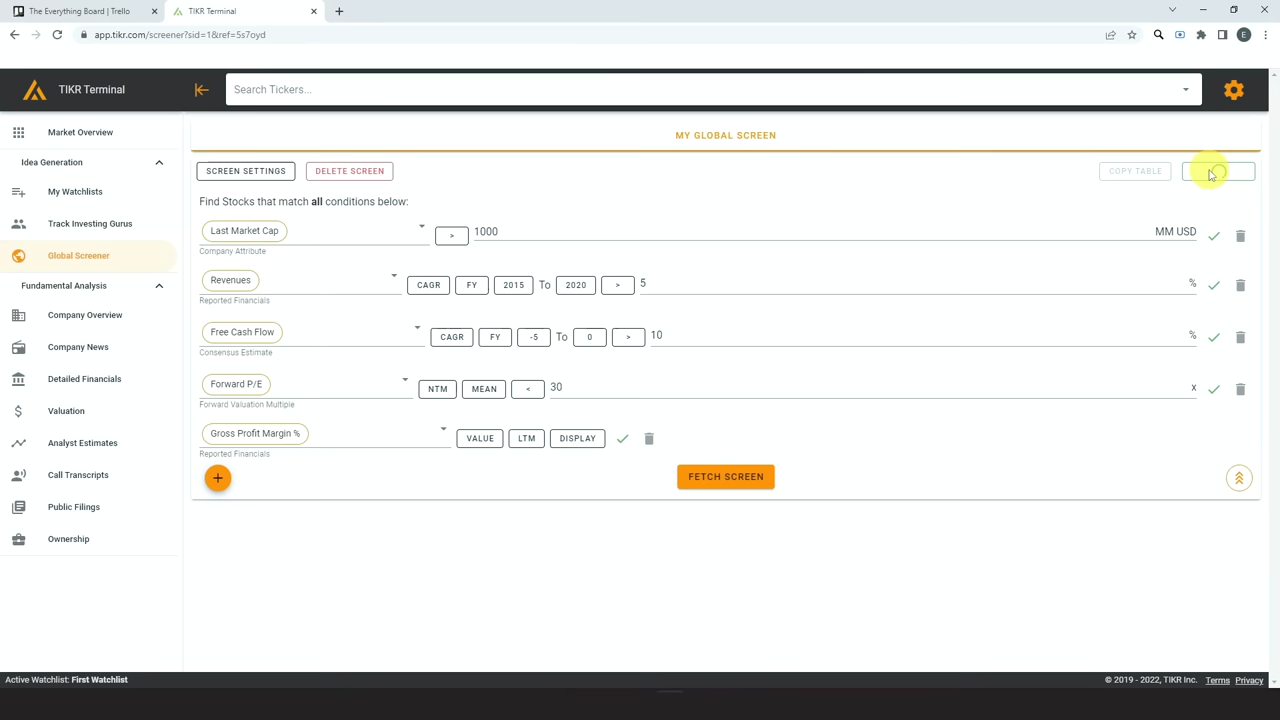 The Everything Board | Trello
TIKR Terminal
app.tikr.com/screener?sid=1&ref=5s7oyd
E
TIKR Terminal
Search Tickers...
Market Overview
Idea Generation
My Watchlists
Track Investing Gurus
Global Screener
Fundamental Analysis
Company Overview
Company News
Detailed Financials
Valuation
Analyst Estimates
Call Transcripts
Public Filings
Ownership
MY GLOBAL SCREEN
SCREEN SETTINGS DELETE SCREEN COPY TABLE
Find Stocks that match all conditions below:
Last Market Cap > 1000 MM USD
Company Attribute
Revenues CAGR FY 2015 To 2020 > 5 %
Reported Financials
Free Cash Flow CAGR FY -5 To 0 > 10 %
Consensus Estimate
Forward P/E NTM MEAN < 30 x
Forward Valuation Multiple
Gross Profit Margin % VALUE LTM DISPLAY
Reported Financials
+ FETCH SCREEN
Active Watchlist: First Watchlist © 2019 - 2022, TIKR Inc. Terms Privacy